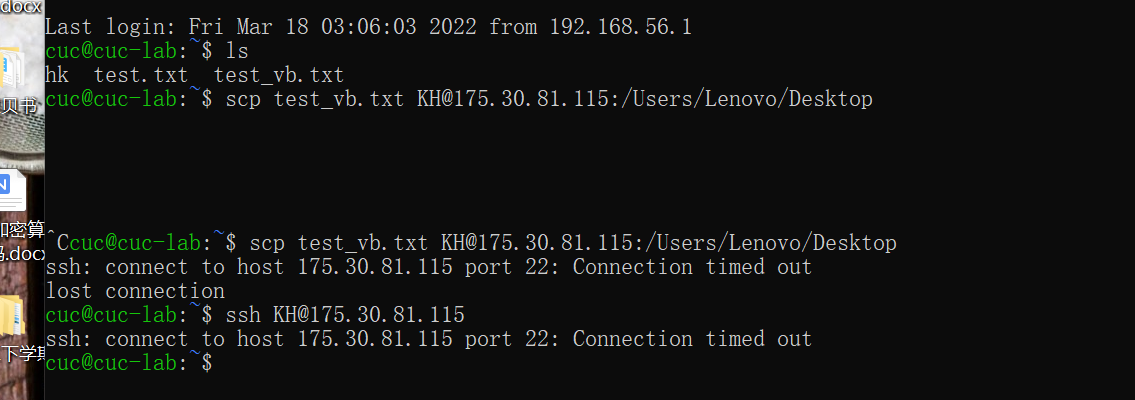 docx
Last login: Fri Mar 18 03:06:03 2022 from 192.168.56.1
cuc@cuc-lab:~$ ls
hk  test.txt  test_vb.txt
贝书
cuc@cuc-lab:~$ scp test_vb.txt KH@175.30.81.115:/Users/Lenovo/Desktop
^Ccuc@cuc-lab:~$ scp test_vb.txt KH@175.30.81.115:/Users/Lenovo/Desktop
加密算
ssh: connect to host 175.30.81.115 port 22: Connection timed out
码.docx
lost connection
cuc@cuc-lab:~$ ssh KH@175.30.81.115
ssh: connect to host 175.30.81.115 port 22: Connection timed out
下学期
cuc@cuc-lab:~$